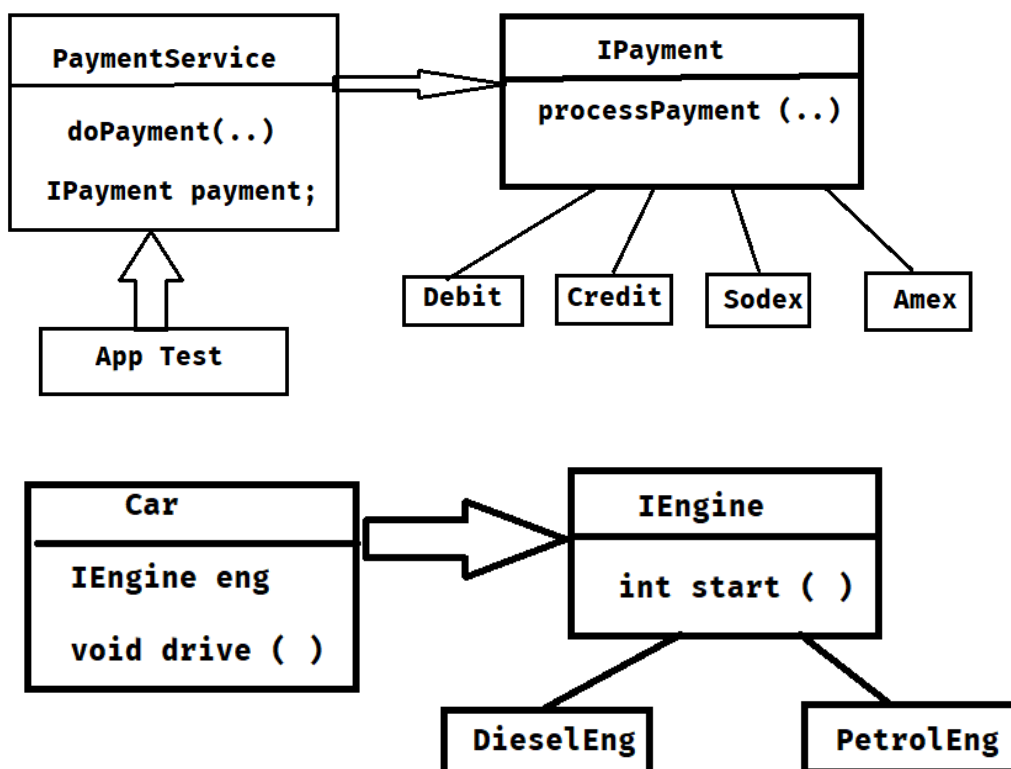 PaymentService
doPayment(..)
IPayment payment;
IPayment
processPayment (..)
Debit
Credit
Sodex
Amex
App Test
Car
IEngine eng
void drive ( )
IEngine
int start ( )
DieselEng
PetrolEng